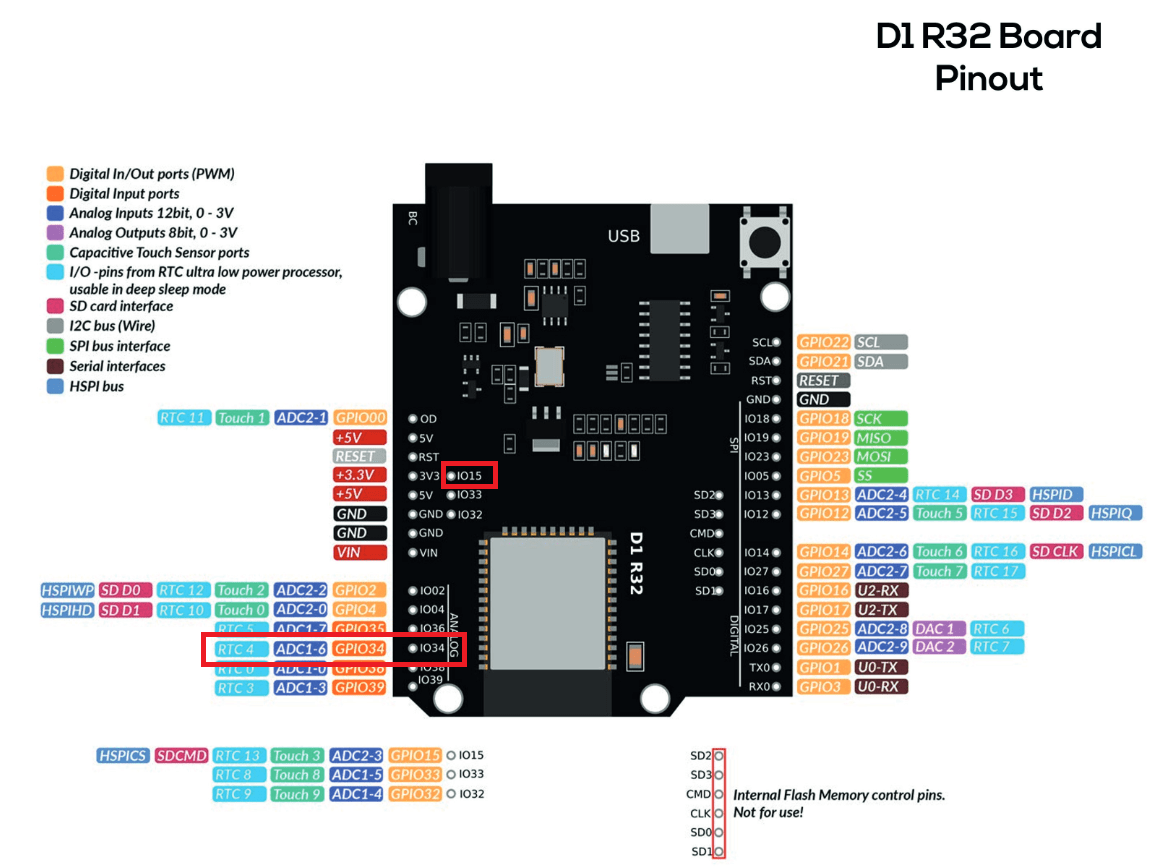 D1 R32 Board
Pinout
Digital In/Out ports (PWM)
Digital Input ports
Analog Inputs 12bit, 0 - 3V
Analog Outputs 8bit, 0 - 3V
Capacitive Touch Sensor ports
I/O -pins from RTC ultra low power processor,
usable in deep sleep mode
SD card interface
I2C bus (Wire)
SPI bus interface
Serial interfaces
HSPI bus
BC
USB
RTC 11 Touch 1 ADC2-1 GPIO00 OD
+5V 5V
RESET RST
+3.3V 3V3 IO15
+5V 5V IO33
GND GND IO32
GND GND
VIN VIN
HSPIWP SD D0 RTC 12 Touch 2 ADC2-2 GPIO2 IO02
HSPIHD SD D1 RTC 10 Touch 0 ADC2-0 GPIO4 IO04
RTC 5 ADC1-7 GPIO35 IO36
RTC 4 ADC1-6 GPIO34 IO34
ADC1-0 IO38
RTC 3 ADC1-3 GPIO39 IO39
ANALOG
D1 R32
SCL GPIO22 SCL
SDA GPIO21 SDA
RST RESET
GND GND
IO18 GPIO18 SCK
IO19 GPIO19 MISO
IO23 GPIO23 MOSI
IO05 GPIO5 SS
SPI
SD2 IO13 GPIO13 ADC2-4 RTC 14 SD D3 HSPID
SD3 IO12 GPIO12 ADC2-5 Touch 5 RTC 15 SD D2 HSPIQ
CMD
CLK IO14 GPIO14 ADC2-6 Touch 6 RTC 16 SD CLK HSPICL
SD0 IO27 GPIO27 ADC2-7 Touch 7 RTC 17
SD1 IO16 GPIO16 U2-RX
IO17 GPIO17 U2-TX
IO25 GPIO25 ADC2-8 DAC 1 RTC 6
IO26 GPIO26 ADC2-9 DAC 2 RTC 7
TX0 GPIO1 U0-TX
RX0 GPIO3 U0-RX
DIGITAL
HSPICS SDCMD RTC 13 Touch 3 ADC2-3 GPIO15 IO15
RTC 8 Touch 8 ADC1-5 GPIO33 IO33
RTC 9 Touch 9 ADC1-4 GPIO32 IO32
SD2
SD3
CMD
CLK
SD0
SD1
Internal Flash Memory control pins.
Not for use!